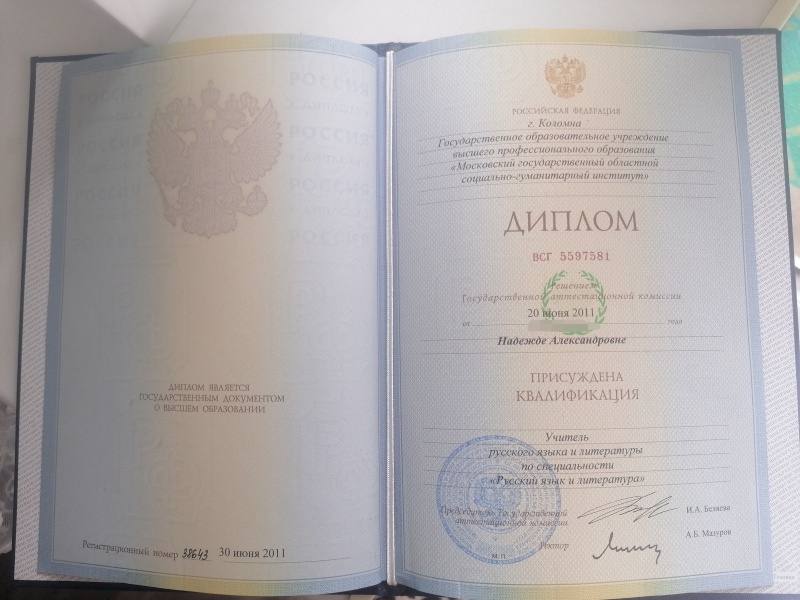 ДИПЛОМ ЯВЛЯЕТСЯ
ГОСУДАРСТВЕННЫМ ДОКУМЕНТОМ
О ВЫСШЕМ ОБРАЗОВАНИИ
Регистрационный номер 38643 30 июня 2011
РОССИЙСКАЯ ФЕДЕРАЦИЯ
г. Коломна
Государственное образовательное учреждение
высшего профессионального образования
«Московский государственный областной
социально-гуманитарный институт»
ДИПЛОМ
ВСГ 5597581
Решением
Государственной аттестационной комиссии
от 20 июня 2011 года
Надежде Александровне
ПРИСУЖДЕНА
КВАЛИФИКАЦИЯ
Учитель
русского языка и литературы
по специальности
«Русский язык и литература»
Председатель Государственной
аттестационной комиссии
И.А. Беляева
Ректор
А.Б. Мазуров
М.П.